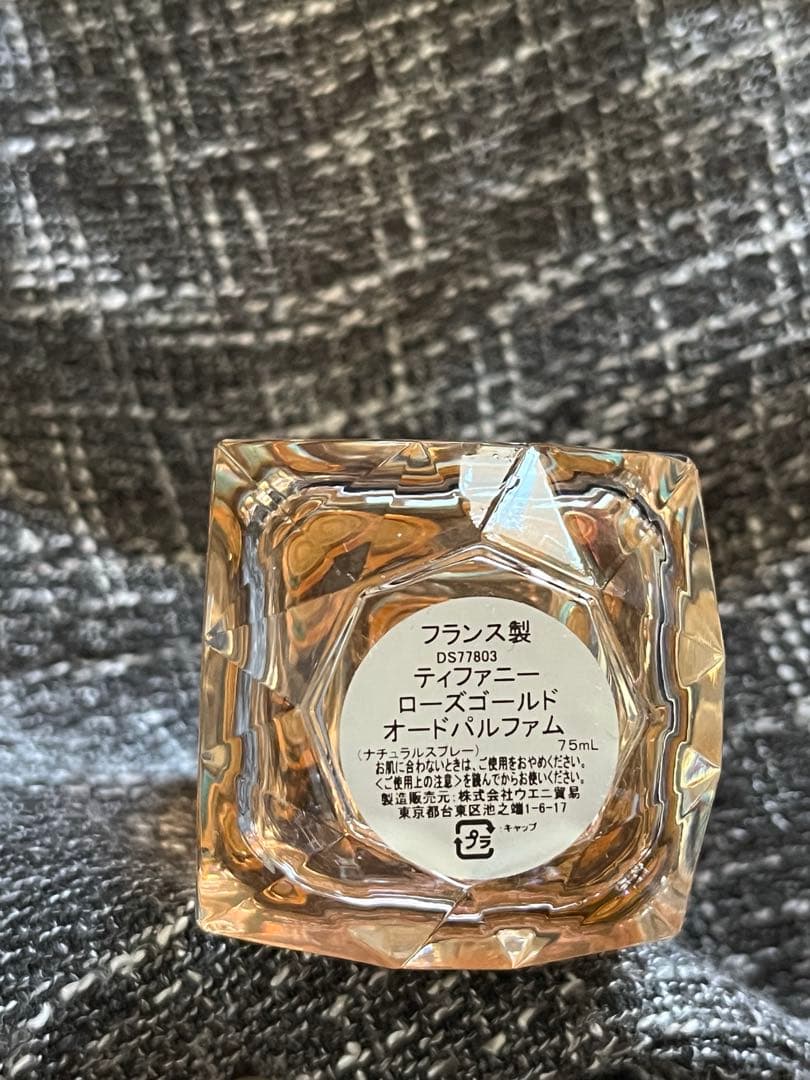 フランス製
DS77803
ティファニー
ローズゴールド
オードパルファム
(ナチュラルスプレー) 75mL
お肌に合わないときは、ご使用をおやめください。
<ご使用上の注意>を読んでからお使いください。
製造販売元:株式会社ウエニ貿易
東京都台東区池之端1-6-17
プラ :キャップ